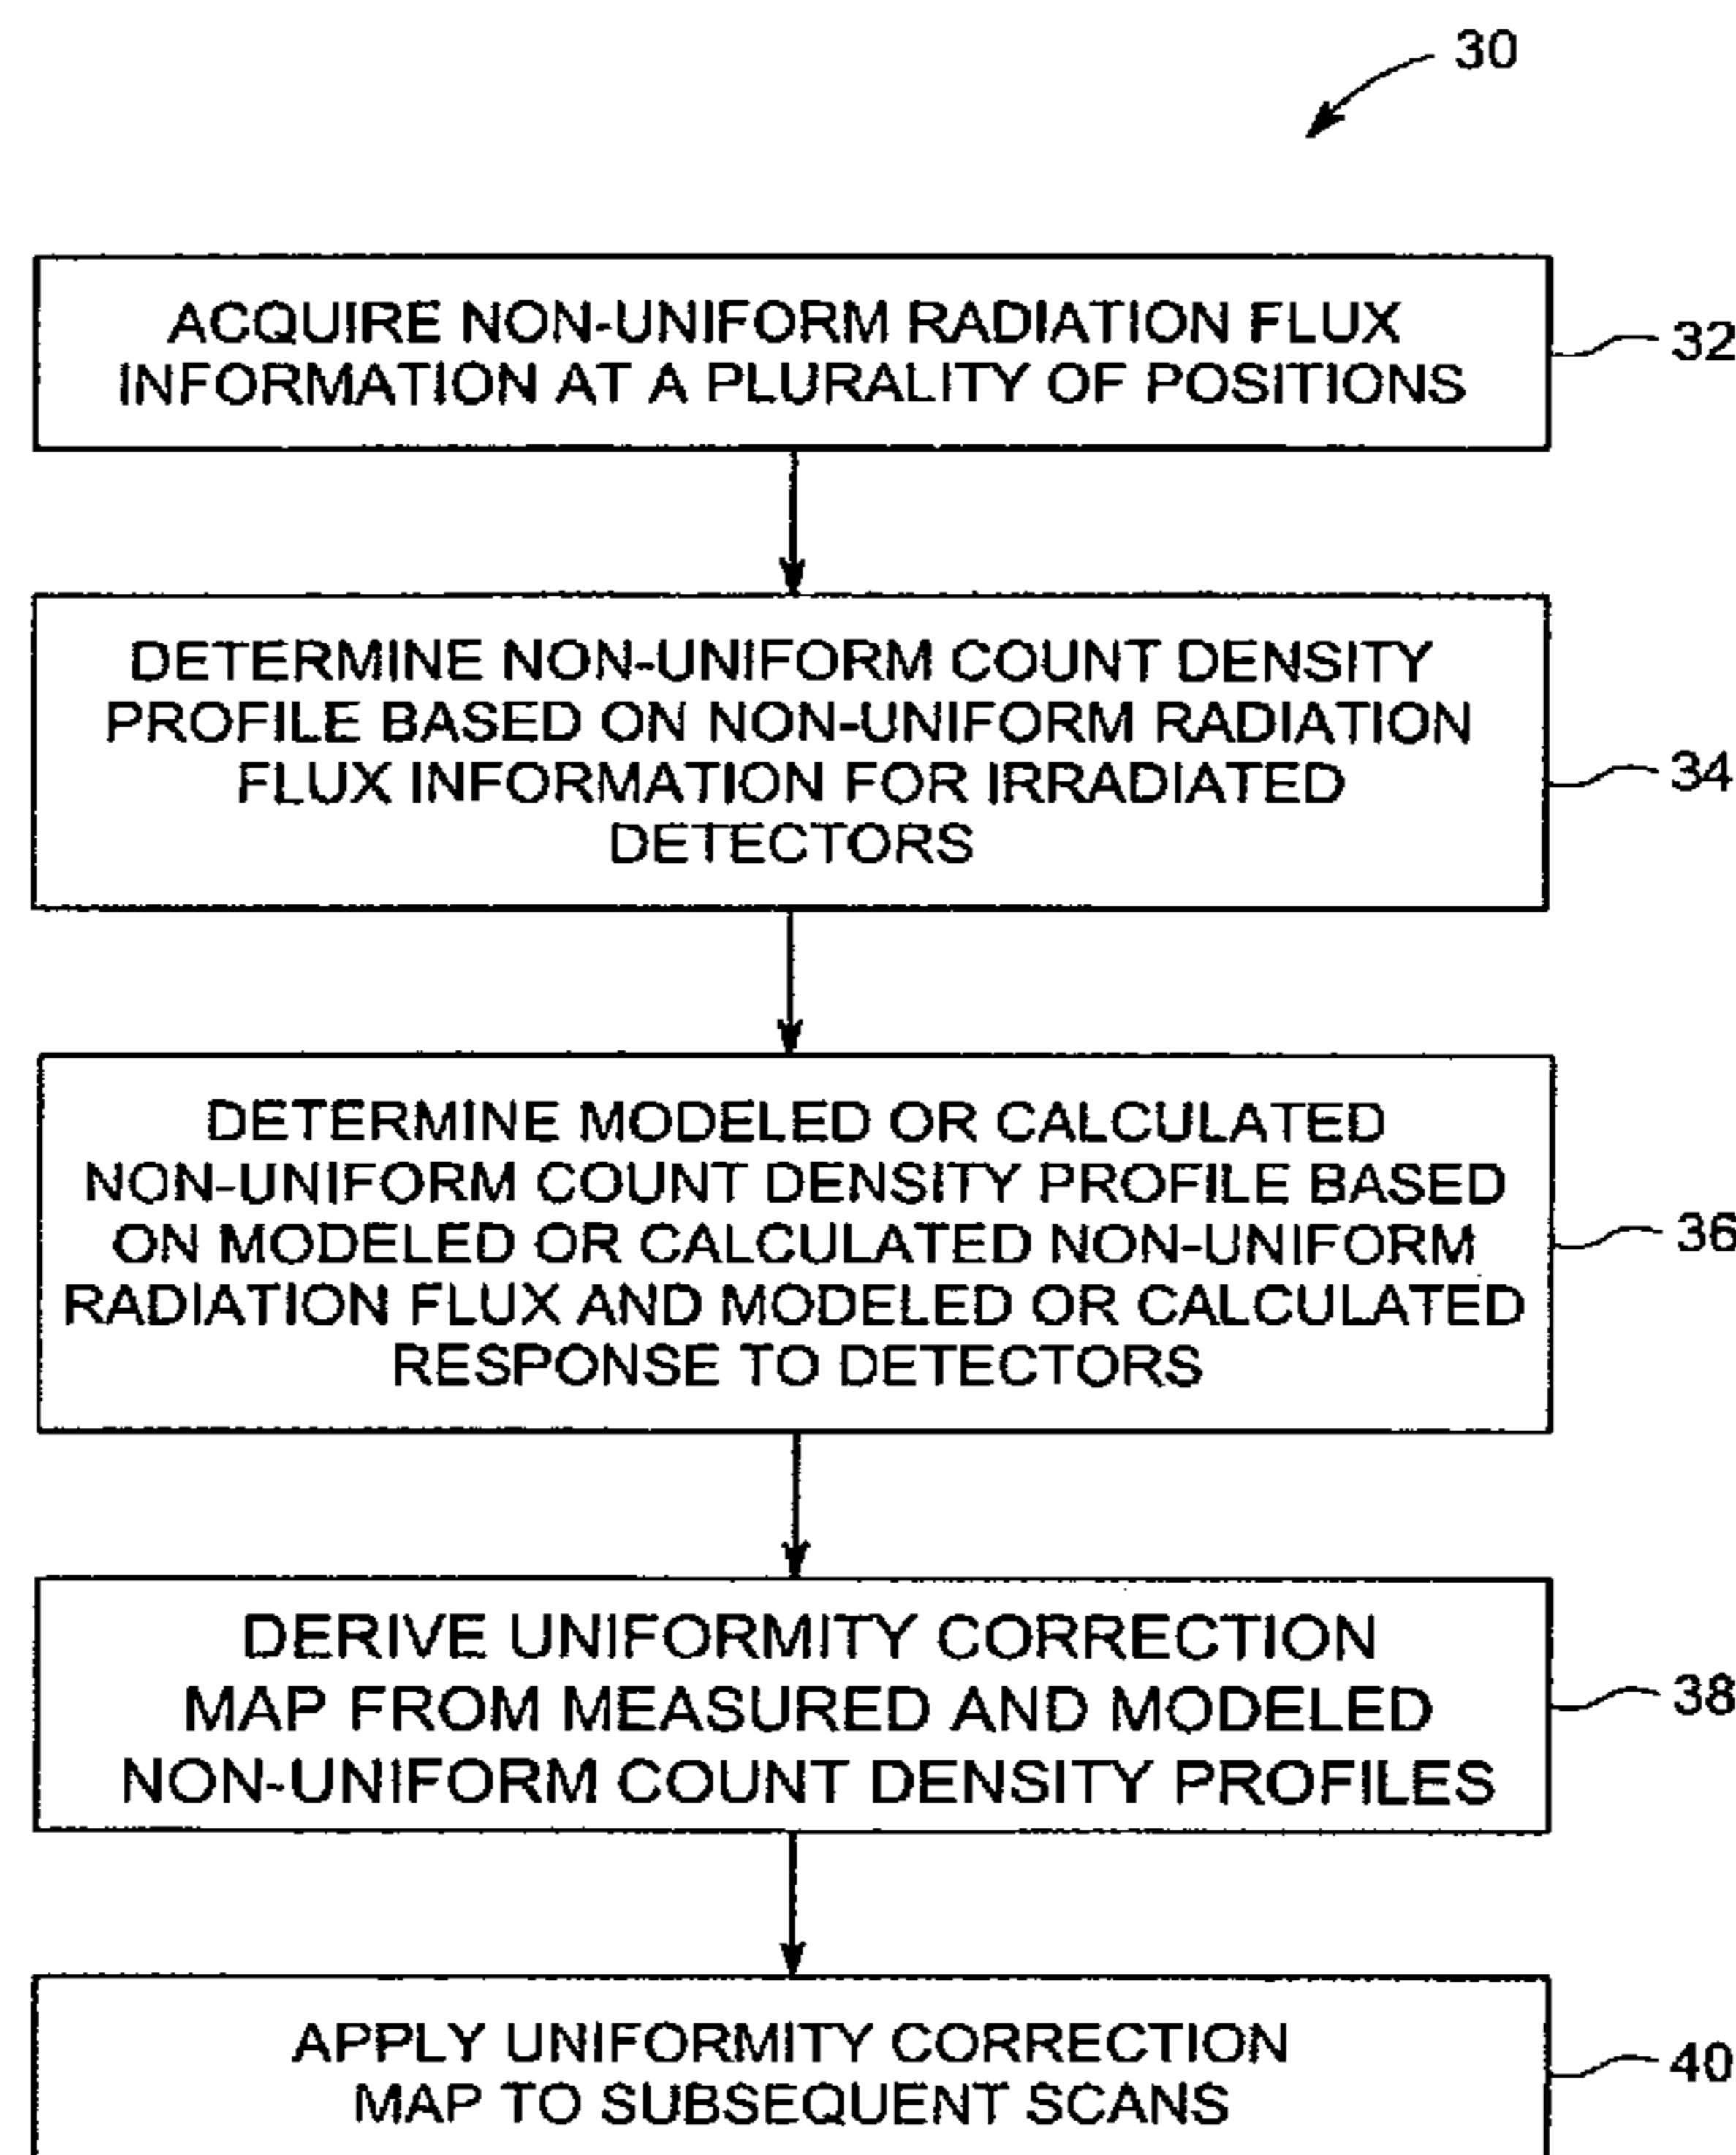 30
ACQUIRE NON-UNIFORM RADIATION FLUX
INFORMATION AT A PLURALITY OF POSITIONS
32
DETERMINE NON-UNIFORM COUNT DENSITY
PROFILE BASED ON NON-UNIFORM RADIATION
FLUX INFORMATION FOR IRRADIATED
DETECTORS
34
DETERMINE MODELED OR CALCULATED
NON-UNIFORM COUNT DENSITY PROFILE BASED
ON MODELED OR CALCULATED NON-UNIFORM
RADIATION FLUX AND MODELED OR CALCULATED
RESPONSE TO DETECTORS
36
DERIVE UNIFORMITY CORRECTION
MAP FROM MEASURED AND MODELED
NON-UNIFORM COUNT DENSITY PROFILES
38
APPLY UNIFORMITY CORRECTION
MAP TO SUBSEQUENT SCANS
40